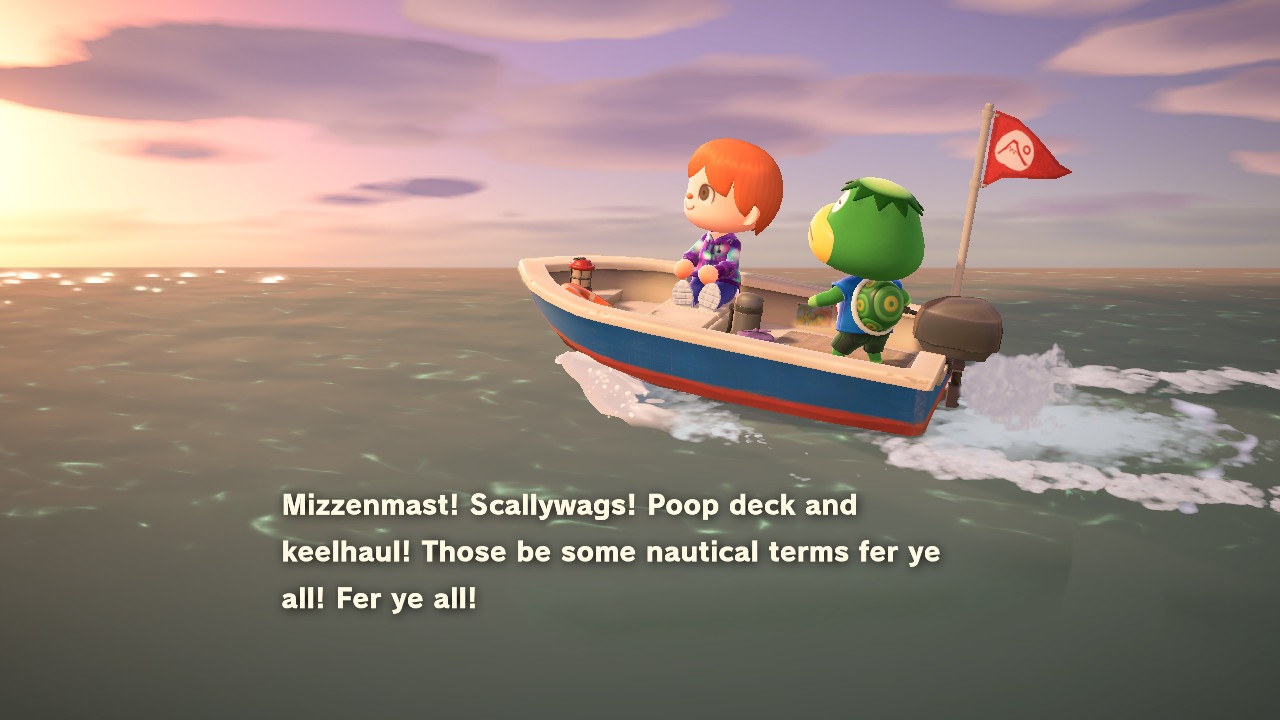 Mizzenmast! Scallywags! Poop deck and
keelhaul! Those be some nautical terms fer ye
all! Fer ye all!